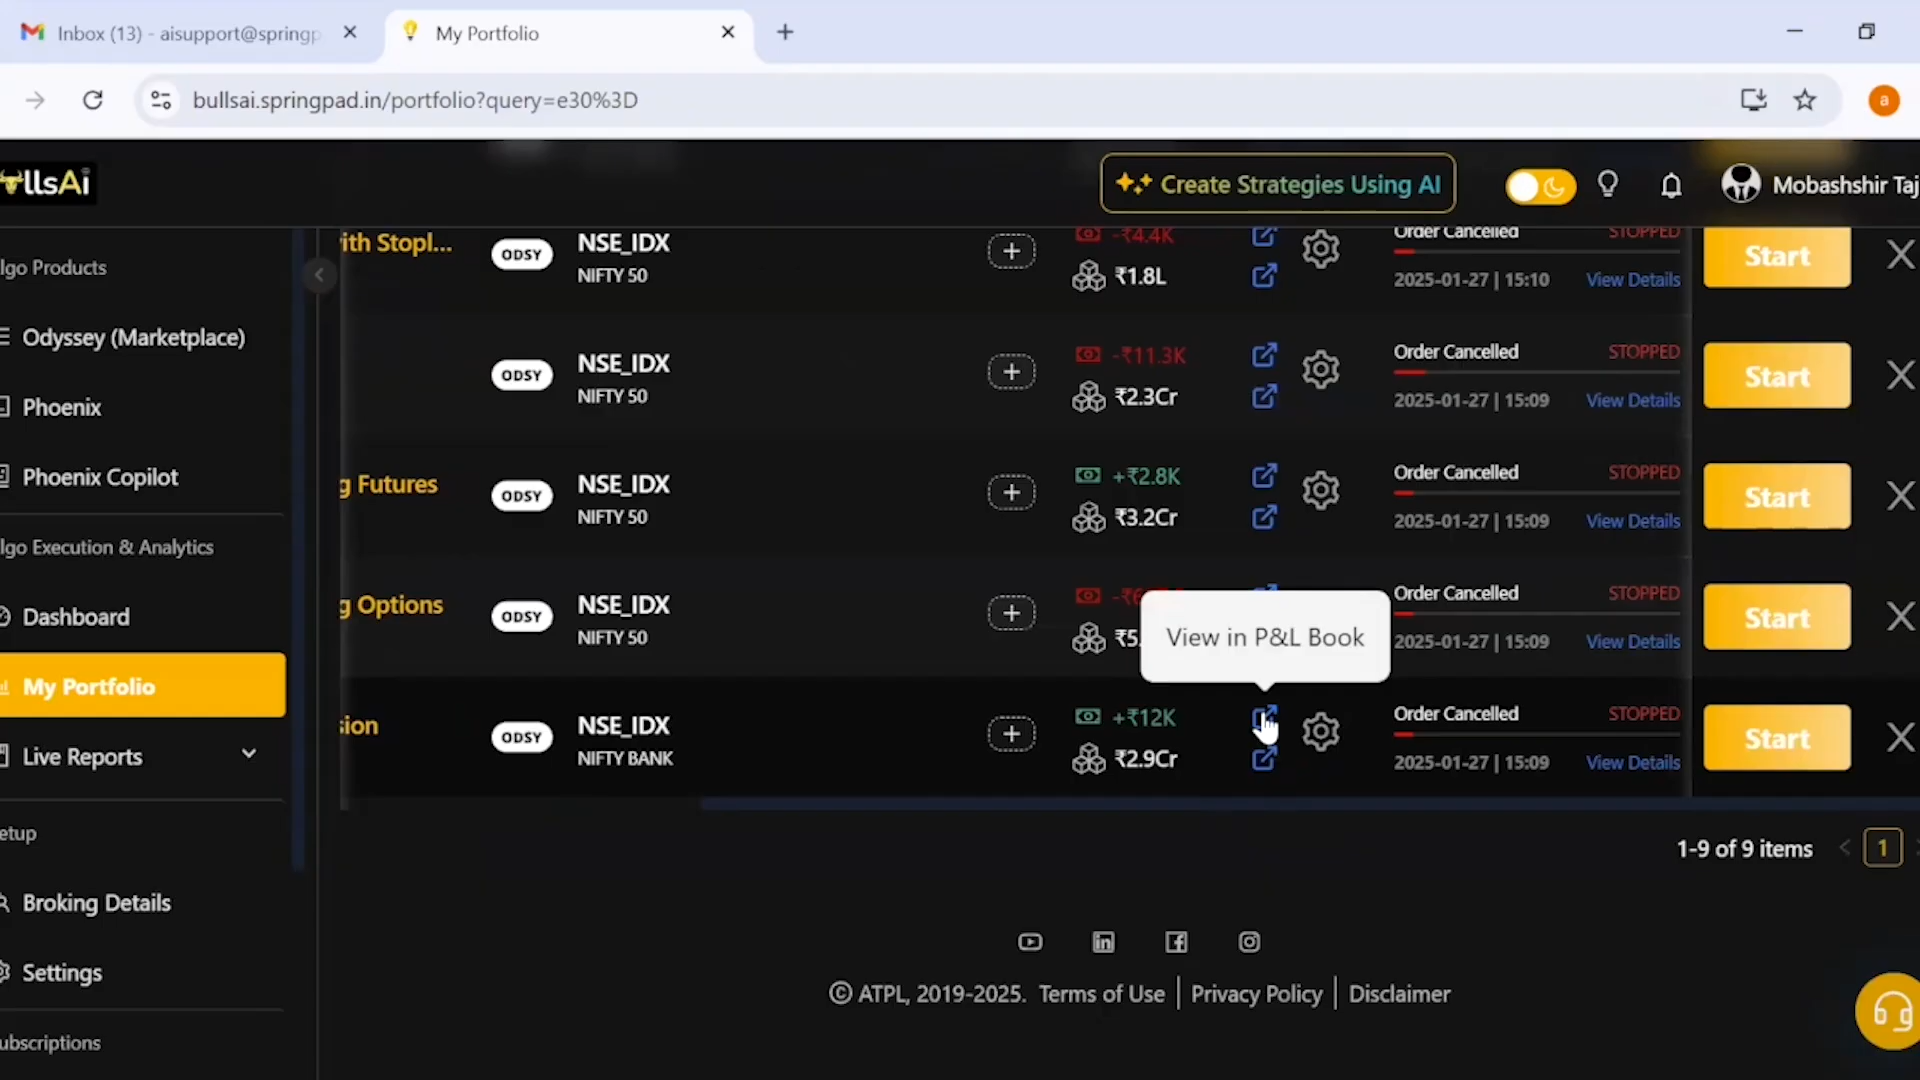 Inbox (13) - aisupport@springp
My Portfolio
bullsai.springpad.in/portfolio?query=e30%3D
a
llsAi
Create Strategies Using AI
Mobashshir Taj
lgo Products
Odyssey (Marketplace)
Phoenix
Phoenix Copilot
lgo Execution & Analytics
Dashboard
My Portfolio
Live Reports
etup
Broking Details
Settings
ubscriptions
ith Stopl...
ODSY
NSE_IDX
NIFTY 50
+
-₹4.4K
₹1.8L
Order Cancelled
STOPPED
2025-01-27 | 15:10
View Details
Start
ODSY
NSE_IDX
NIFTY 50
+
-₹11.3K
₹2.3Cr
Order Cancelled
STOPPED
2025-01-27 | 15:09
View Details
Start
g Futures
ODSY
NSE_IDX
NIFTY 50
+
+₹2.8K
₹3.2Cr
Order Cancelled
STOPPED
2025-01-27 | 15:09
View Details
Start
g Options
ODSY
NSE_IDX
NIFTY 50
+
₹5.
View in P&L Book
Order Cancelled
STOPPED
2025-01-27 | 15:09
View Details
Start
sion
ODSY
NSE_IDX
NIFTY BANK
+
+₹12K
₹2.9Cr
Order Cancelled
STOPPED
2025-01-27 | 15:09
View Details
Start
1-9 of 9 items
1
© ATPL, 2019-2025. Terms of Use | Privacy Policy | Disclaimer